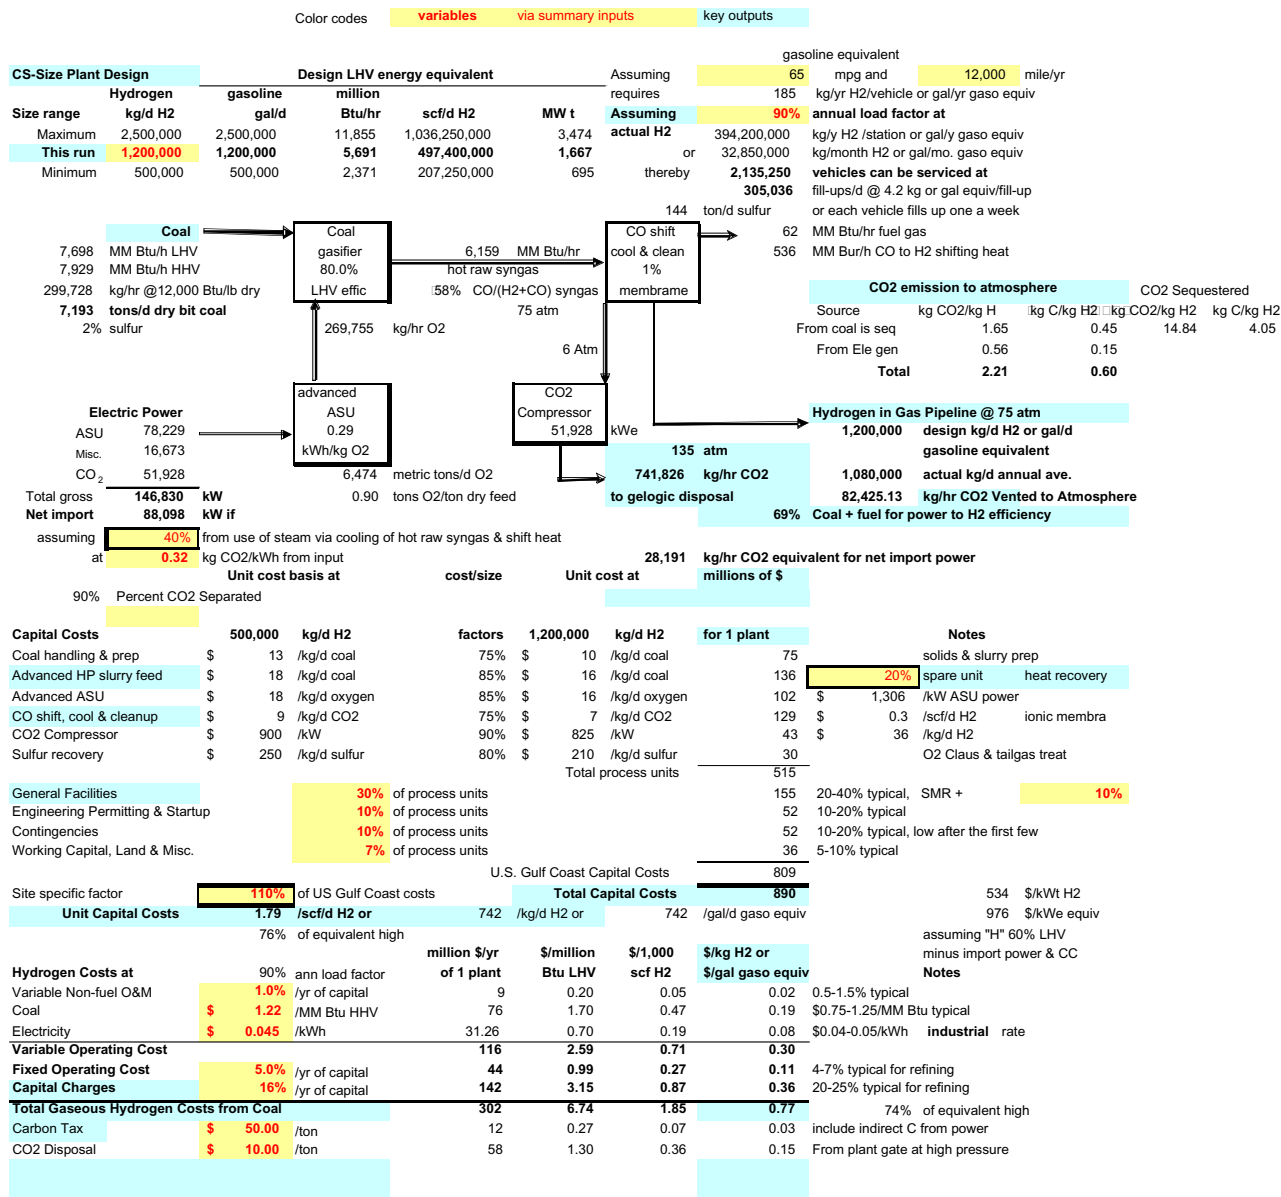 Color codes variables via summary inputs key outputs
gasoline equivalent
CS-Size Plant Design Design LHV energy equivalent Assuming 65 mpg and 12,000 mile/yr
Hydrogen gasoline million requires 185 kg/yr H2/vehicle or gal/yr gaso equiv
Size range kg/d H2 gal/d Btu/hr scf/d H2 MW t Assuming 90% annual load factor at
Maximum 2,500,000 2,500,000 11,855 1,036,250,000 3,474 actual H2 394,200,000 kg/y H2 /station or gal/y gaso equiv
This run 1,200,000 1,200,000 5,691 497,400,000 1,667 or 32,850,000 kg/month H2 or gal/mo. gaso equiv
Minimum 500,000 500,000 2,371 207,250,000 695 thereby 2,135,250 vehicles can be serviced at
305,036 fill-ups/d @ 4.2 kg or gal equiv/fill-up
144 ton/d sulfur or each vehicle fills up one a week
Coal Coal CO shift 62 MM Btu/hr fuel gas
7,698 MM Btu/h LHV gasifier 6,159 MM Btu/hr cool & clean 536 MM Bur/h CO to H2 shifting heat
7,929 MM Btu/h HHV 80.0% hot raw syngas 1%
299,728 kg/hr @12,000 Btu/lb dry LHV effic 58% CO/(H2+CO) syngas membrame CO2 emission to atmosphere CO2 Sequestered
7,193 tons/d dry bit coal 75 atm Source kg CO2/kg H kg C/kg H2 kg CO2/kg H2 kg C/kg H2
2% sulfur 269,755 kg/hr O2 From coal is seq 1.65 0.45 14.84 4.05
6 Atm From Ele gen 0.56 0.15
Total 2.21 0.60
advanced CO2
Electric Power ASU Compressor Hydrogen in Gas Pipeline @ 75 atm
ASU 78,229 0.29 51,928 kWe 1,200,000 design kg/d H2 or gal/d
Misc. 16,673 kWh/kg O2 135 atm gasoline equivalent
CO2 51,928 6,474 metric tons/d O2 741,826 kg/hr CO2 1,080,000 actual kg/d annual ave.
Total gross 146,830 kW 0.90 tons O2/ton dry feed to gelogic disposal 82,425.13 kg/hr CO2 Vented to Atmosphere
Net import 88,098 kW if 69% Coal + fuel for power to H2 efficiency
assuming 40% from use of steam via cooling of hot raw syngas & shift heat
at 0.32 kg CO2/kWh from input 28,191 kg/hr CO2 equivalent for net import power
Unit cost basis at cost/size Unit cost at millions of $
90% Percent CO2 Separated
Capital Costs 500,000 kg/d H2 factors 1,200,000 kg/d H2 for 1 plant Notes
Coal handling & prep $ 13 /kg/d coal 75% $ 10 /kg/d coal 75 solids & slurry prep
Advanced HP slurry feed $ 18 /kg/d coal 85% $ 16 /kg/d coal 136 20% spare unit heat recovery
Advanced ASU $ 18 /kg/d oxygen 85% $ 16 /kg/d oxygen 102 $ 1,306 /kW ASU power
CO shift, cool & cleanup $ 9 /kg/d CO2 75% $ 7 /kg/d CO2 129 $ 0.3 /scf/d H2 ionic membra
CO2 Compressor $ 900 /kW 90% $ 825 /kW 43 $ 36 /kg/d H2
Sulfur recovery $ 250 /kg/d sulfur 80% $ 210 /kg/d sulfur 30 O2 Claus & tailgas treat
Total process units 515
General Facilities 30% of process units 155 20-40% typical, SMR + 10%
Engineering Permitting & Startup 10% of process units 52 10-20% typical
Contingencies 10% of process units 52 10-20% typical, low after the first few
Working Capital, Land & Misc. 7% of process units 36 5-10% typical
U.S. Gulf Coast Capital Costs 809
Site specific factor 110% of US Gulf Coast costs Total Capital Costs 890 534 $/kWt H2
Unit Capital Costs 1.79 /scf/d H2 or 742 /kg/d H2 or 742 /gal/d gaso equiv 976 $/kWe equiv
76% of equivalent high assuming "H" 60% LHV
million $/yr $/million $/1,000 $/kg H2 or minus import power & CC
Hydrogen Costs at 90% ann load factor of 1 plant Btu LHV scf H2 $/gal gaso equiv Notes
Variable Non-fuel O&M 1.0% /yr of capital 9 0.20 0.05 0.02 0.5-1.5% typical
Coal $ 1.22 /MM Btu HHV 76 1.70 0.47 0.19 $0.75-1.25/MM Btu typical
Electricity $ 0.045 /kWh 31.26 0.70 0.19 0.08 $0.04-0.05/kWh industrial rate
Variable Operating Cost 116 2.59 0.71 0.30
Fixed Operating Cost 5.0% /yr of capital 44 0.99 0.27 0.11 4-7% typical for refining
Capital Charges 16% /yr of capital 142 3.15 0.87 0.36 20-25% typical for refining
Total Gaseous Hydrogen Costs from Coal 302 6.74 1.85 0.77 74% of equivalent high
Carbon Tax $ 50.00 /ton 12 0.27 0.07 0.03 include indirect C from power
CO2 Disposal $ 10.00 /ton 58 1.30 0.36 0.15 From plant gate at high pressure